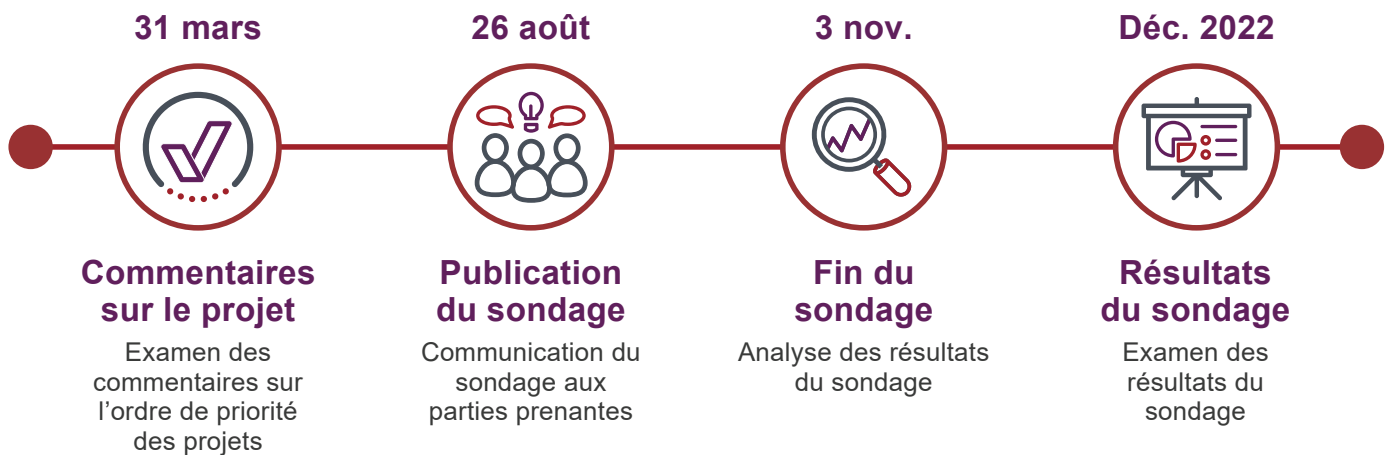 31 mars
26 août
3 nov.
Déc. 2022
Commentaires
sur le projet
Examen des
commentaires sur
l’ordre de priorité
des projets
Publication
du sondage
Communication du
sondage aux
parties prenantes
Fin du
sondage
Analyse des résultats
du sondage
Résultats
du sondage
Examen des
résultats du
sondage